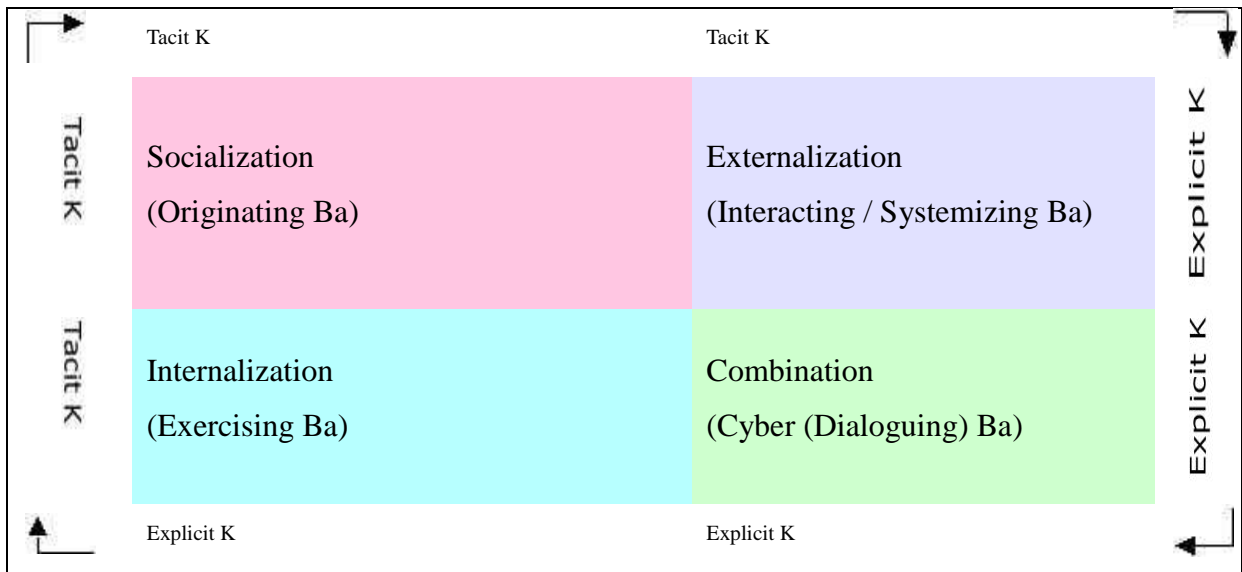 Tacit K
Tacit K
Tacit K
Socialization
(Originating Ba)
Externalization
(Interacting / Systemizing Ba)
Explicit K
Tacit K
Internalization
(Exercising Ba)
Combination
(Cyber (Dialoguing) Ba)
Explicit K
Explicit K
Explicit K